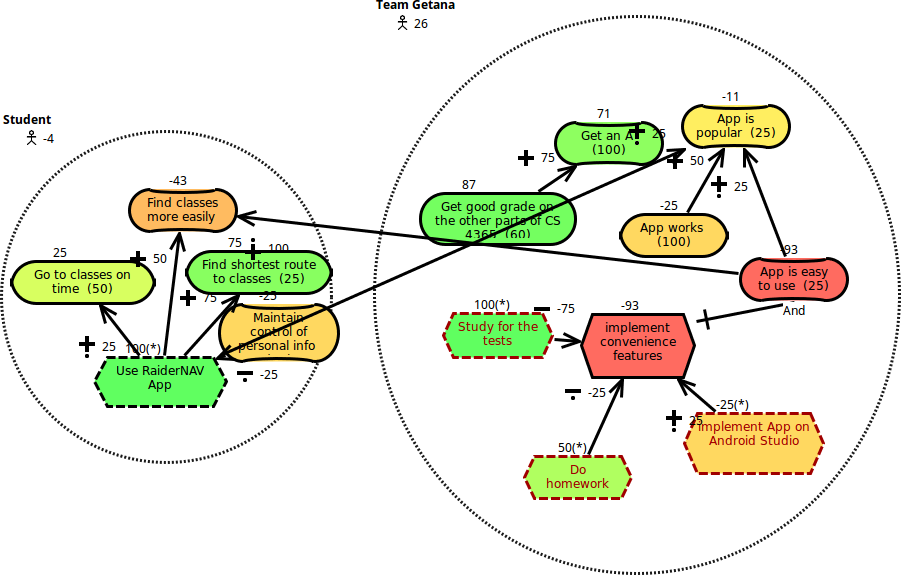 Team Getana
26
Student
-4
-43
Find classes
more easily
25
Go to classes on
time (50)
50
75
100
Find shortest route
to classes (25)
75
-25
Maintain
control of
personal info
25
100(*)
Use RaiderNAV
App
-25
71
Get an A
(100)
25
-11
App is
popular (25)
75
50
87
Get good grade on
the other parts of CS
4365 (60)
25
-25
App works
(100)
-93
App is easy
to use (25)
And
100(*)
Study for the
tests
-75
-93
implement
convenience
features
-25
50(*)
Do
homework
25
-25(*)
implement App on
Android Studio